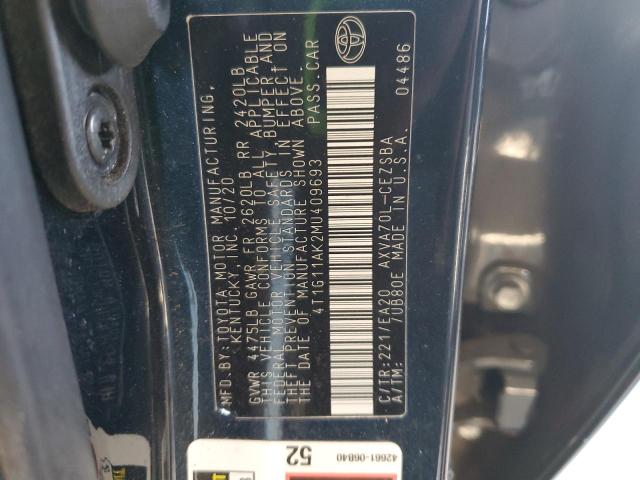 MFD.BY:TOYOTA MOTOR MANUFACTURING,
KENTUCKY, INC. 10/20
GVWR 4475LB GAWR FR 2620LB RR 2420LB
THIS VEHICLE CONFORMS TO ALL APPLICABLE
FEDERAL MOTOR VEHICLE SAFETY, BUMPER AND
THEFT PREVENTION STANDARDS IN EFFECT ON
THE DATE OF MANUFACTURE SHOWN ABOVE.
4T1G11AK2MU409693 PASS.CAR
C/TR:221/EA20 AXVA70L-CEZSBA 04486
A/TM: /UB80E MADE IN U.S.A.
52
42661-06B40